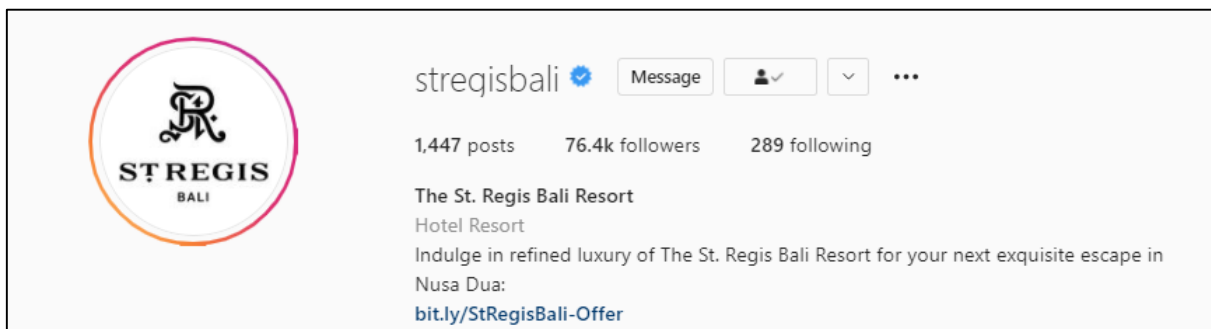 STREGIS
BALI
stregisbali Message
1,447 posts 76.4k followers 289 following
The St. Regis Bali Resort
Hotel Resort
Indulge in refined luxury of The St. Regis Bali Resort for your next exquisite escape in
Nusa Dua:
bit.ly/StRegisBali-Offer